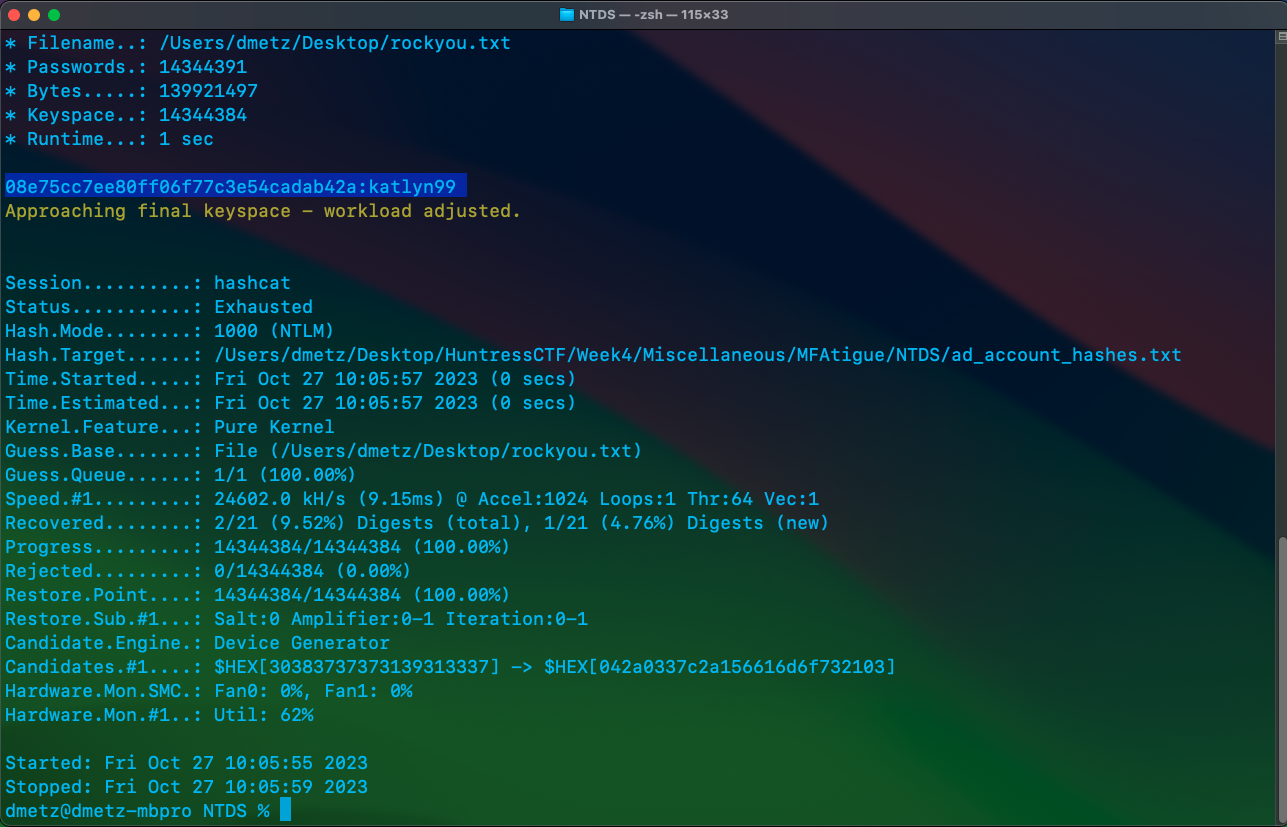 NTDS — -zsh — 115×33
* Filename..: /Users/dmetz/Desktop/rockyou.txt
* Passwords.: 14344391
* Bytes.....: 139921497
* Keyspace..: 14344384
* Runtime...: 1 sec
08e75cc7ee80ff06f77c3e54cadab42a:katlyn99
Approaching final keyspace - workload adjusted.
Session..........: hashcat
Status...........: Exhausted
Hash.Mode........: 1000 (NTLM)
Hash.Target......: /Users/dmetz/Desktop/HuntressCTF/Week4/Miscellaneous/MFAtigue/NTDS/ad_account_hashes.txt
Time.Started.....: Fri Oct 27 10:05:57 2023 (0 secs)
Time.Estimated...: Fri Oct 27 10:05:57 2023 (0 secs)
Kernel.Feature...: Pure Kernel
Guess.Base.......: File (/Users/dmetz/Desktop/rockyou.txt)
Guess.Queue......: 1/1 (100.00%)
Speed.#1.........: 24602.0 kH/s (9.15ms) @ Accel:1024 Loops:1 Thr:64 Vec:1
Recovered........: 2/21 (9.52%) Digests (total), 1/21 (4.76%) Digests (new)
Progress.........: 14344384/14344384 (100.00%)
Rejected.........: 0/14344384 (0.00%)
Restore.Point....: 14344384/14344384 (100.00%)
Restore.Sub.#1...: Salt:0 Amplifier:0-1 Iteration:0-1
Candidate.Engine.: Device Generator
Candidates.#1....: $HEX[30383737373139313337] -> $HEX[042a0337c2a156616d6f732103]
Hardware.Mon.SMC.: Fan0: 0%, Fan1: 0%
Hardware.Mon.#1..: Util: 62%
Started: Fri Oct 27 10:05:55 2023
Stopped: Fri Oct 27 10:05:59 2023
dmetz@dmetz-mbpro NTDS %